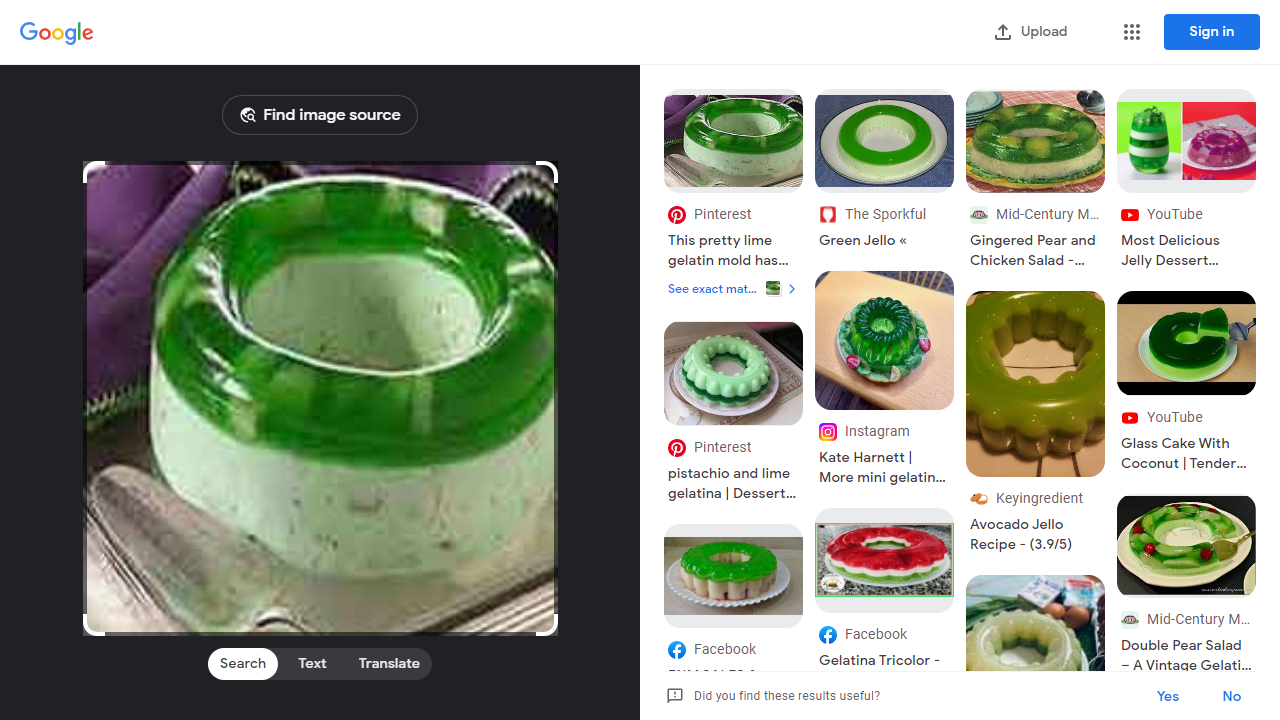 Google
Upload
Sign in
Find image source
Search
Text
Translate
Pinterest
This pretty lime
gelatin mold has...
See exact mat...
Pinterest
pistachio and lime
gelatina | Dessert...
Facebook
The Sporkful
Green Jello «
Instagram
Kate Harnett |
More mini gelatin...
Facebook
Gelatina Tricolor -
Mid-Century M...
Gingered Pear and
Chicken Salad -...
Keyingredient
Avocado Jello
Recipe - (3.9/5)
YouTube
Most Delicious
Jelly Dessert...
YouTube
Glass Cake With
Coconut | Tender...
Mid-Century M...
Double Pear Salad
– A Vintage Gelati...
Did you find these results useful?
Yes
No